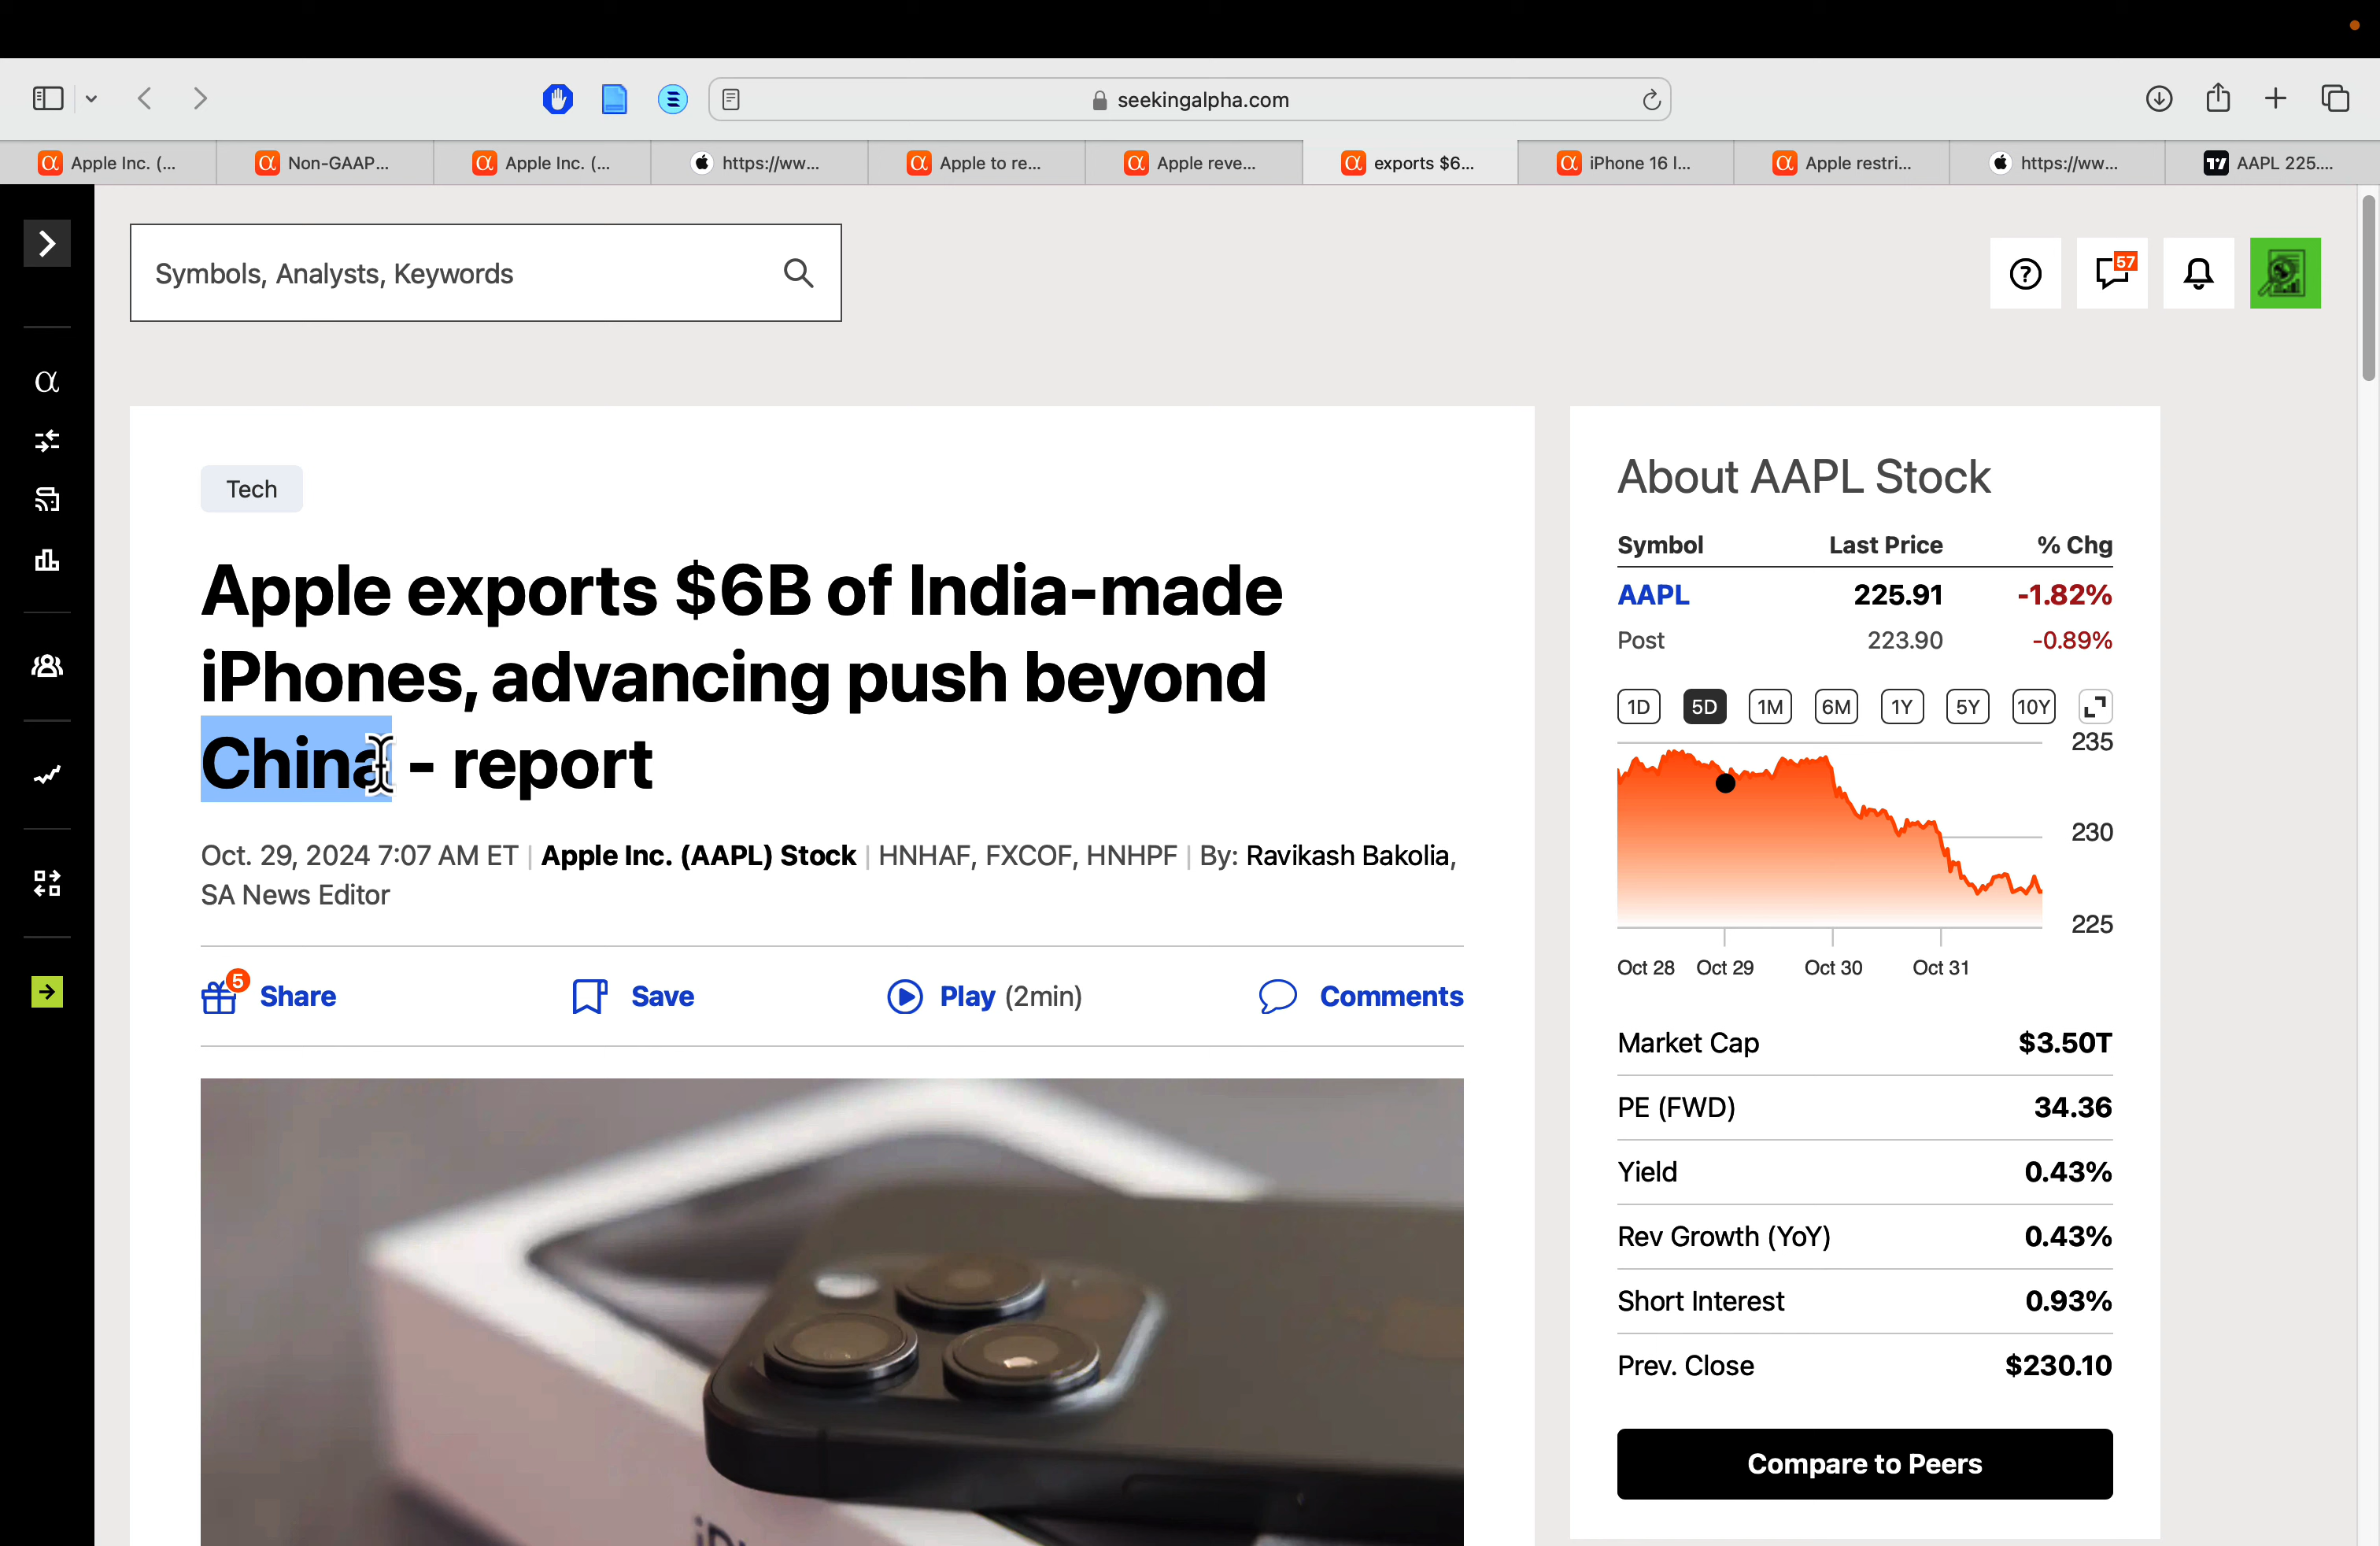 seekingalpha.com
Apple Inc. (...
Non-GAAP...
Apple Inc. (...
https://ww...
Apple to re...
Apple reve...
exports $6...
iPhone 16 l...
Apple restri...
https://ww...
AAPL 225....
Symbols, Analysts, Keywords
57
Tech
Apple exports $6B of India-made
iPhones, advancing push beyond
China - report
Oct. 29, 2024 7:07 AM ET | Apple Inc. (AAPL) Stock | HNHAF, FXCOF, HNHPF | By: Ravikash Bakolia,
SA News Editor
5
Share
Save
Play (2min)
Comments
About AAPL Stock
Symbol Last Price % Chg
AAPL 225.91 -1.82%
Post 223.90 -0.89%
1D 5D 1M 6M 1Y 5Y 10Y
235
230
225
Oct 28 Oct 29 Oct 30 Oct 31
Market Cap $3.50T
PE (FWD) 34.36
Yield 0.43%
Rev Growth (YoY) 0.43%
Short Interest 0.93%
Prev. Close $230.10
Compare to Peers